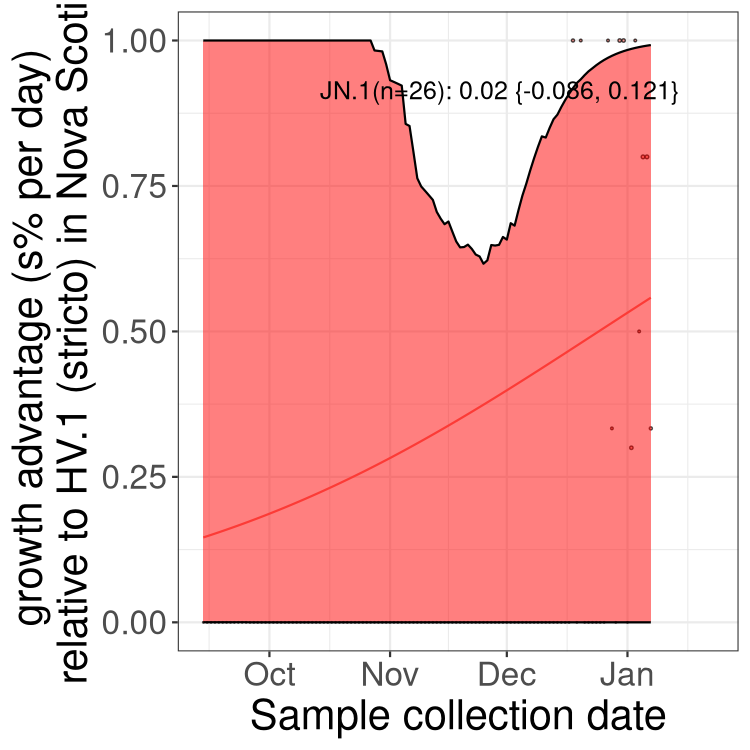 growth advantage (s% per day)
relative to HV.1 (stricto) in Nova Scoti
1.00
0.75
0.50
0.25
0.00
JN.1(n=26): 0.02 {-0.086, 0.121}
Oct Nov Dec Jan
Sample collection date